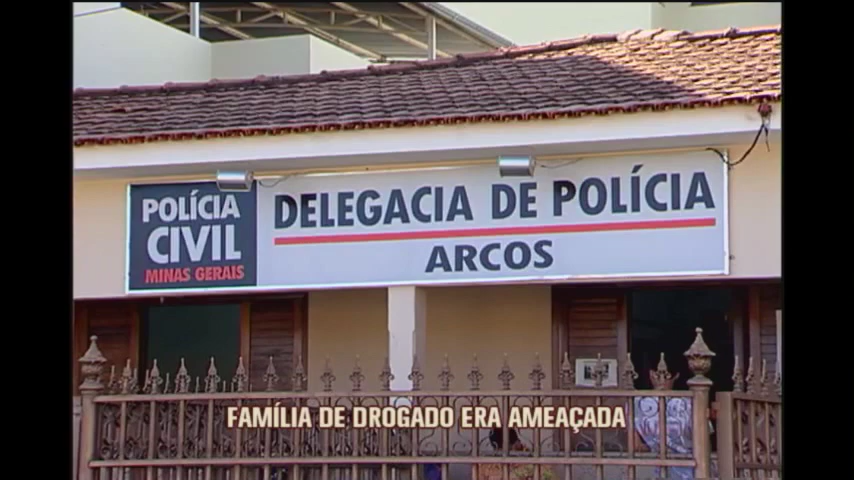 POLÍCIA
CIVIL
MINAS GERAIS
DELEGACIA DE POLÍCIA
ARCOS
FAMÍLIA DE DROGADO ERA AMEAÇADA